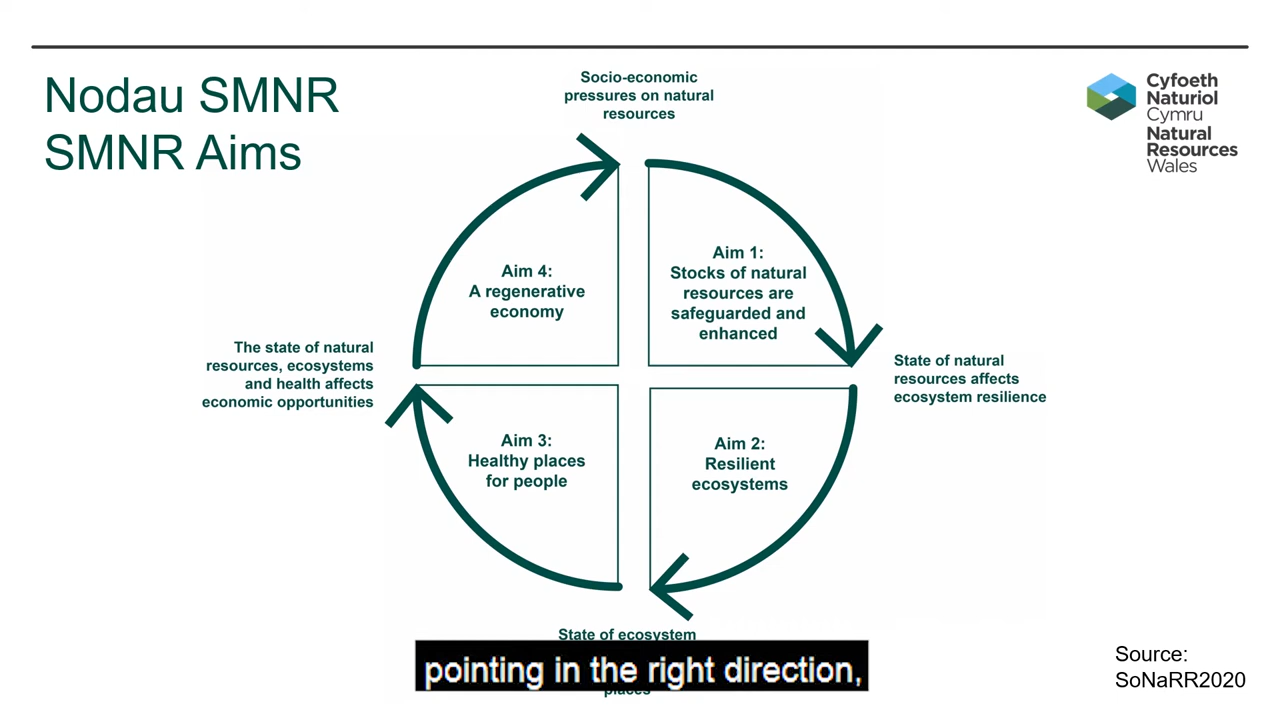 Nodau SMNR
SMNR Aims
Socio-economic
pressures on natural
resources
Cyfoeth
Naturiol
Cymru
Natural
Resources
Wales
Aim 4:
A regenerative
economy
Aim 1:
Stocks of natural
resources are
safeguarded and
enhanced
The state of natural
resources, ecosystems
and health affects
economic opportunities
State of natural
resources affects
ecosystem resilience
Aim 3:
Healthy places
for people
Aim 2:
Resilient
ecosystems
State of ecosystem
pointing in the right direction,
places
Source:
SoNaRR2020